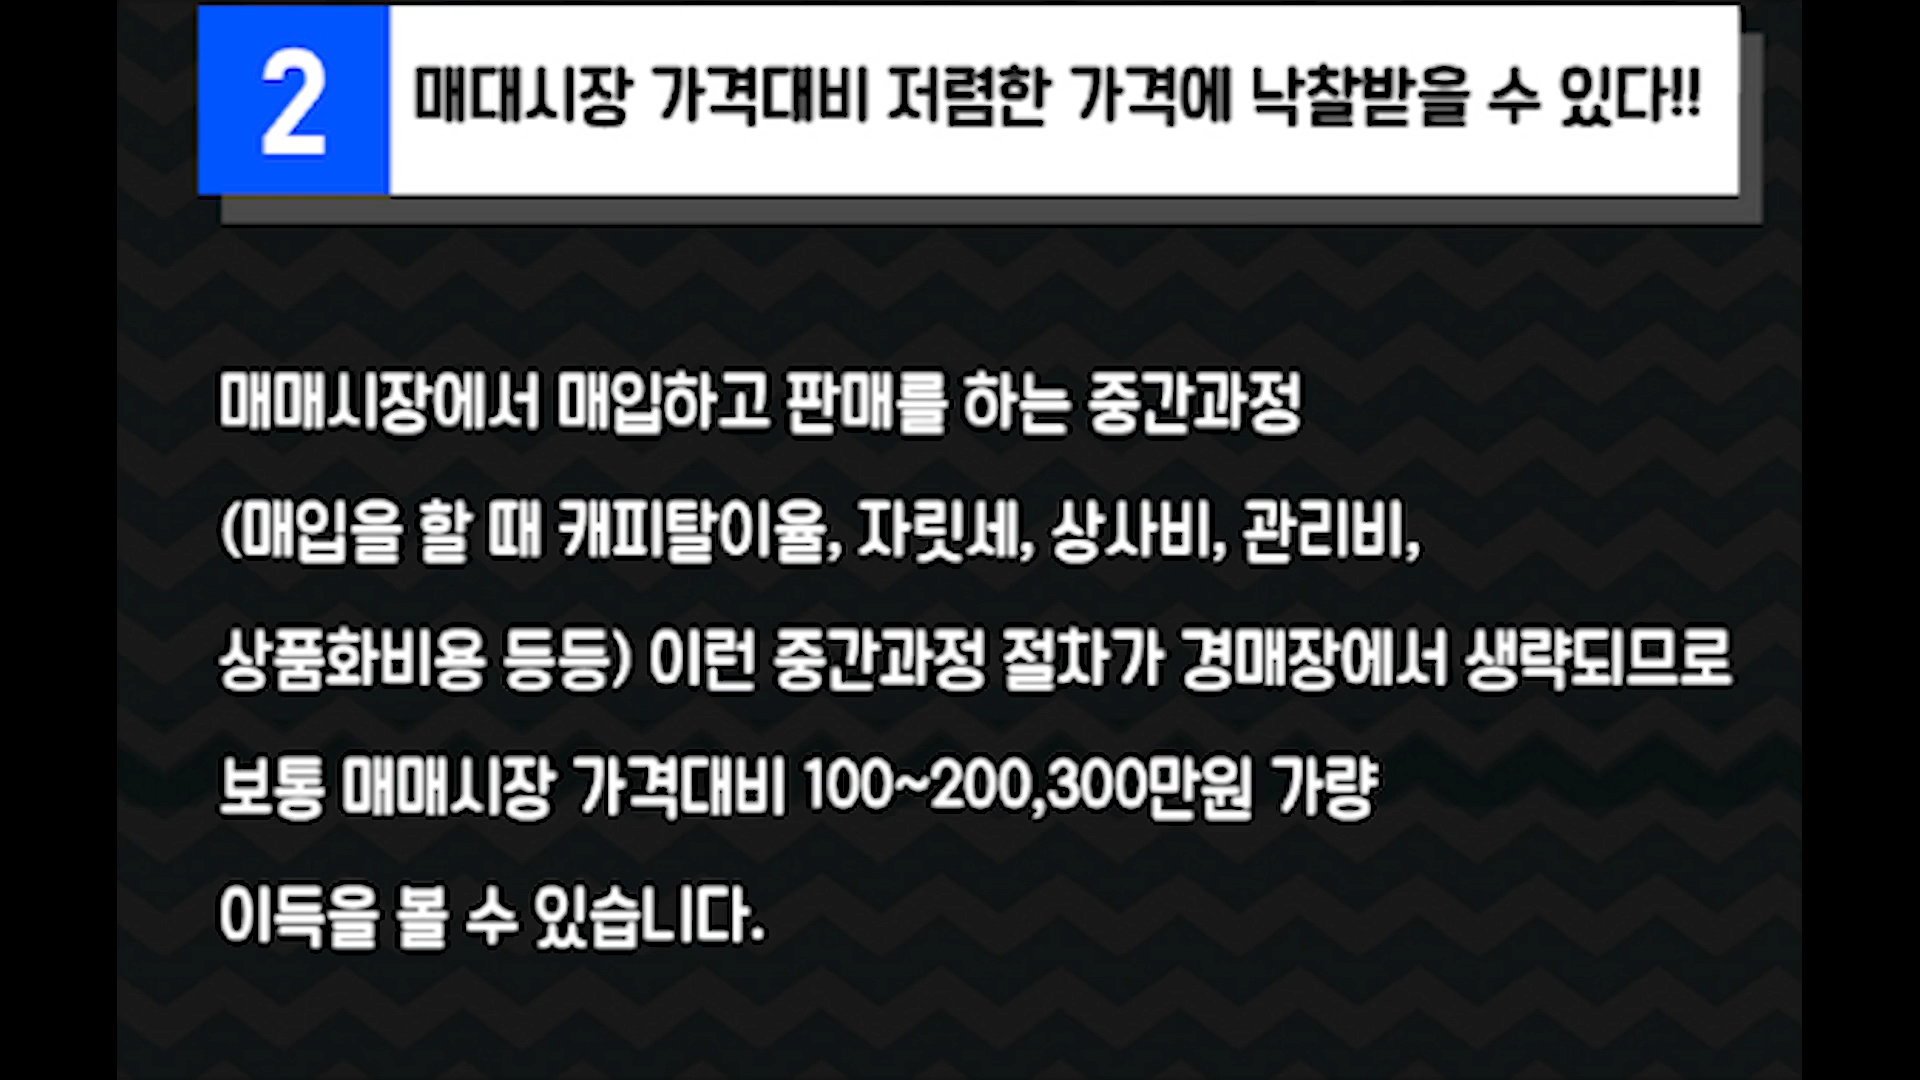 2
매대시장 가격대비 저렴한 가격에 낙찰받을 수 있다!!
매매시장에서 매입하고 판매를 하는 중간과정
(매입을 할 때 캐피탈이율, 자릿세, 상사비, 관리비,
상품화비용 등등) 이런 중간과정 절차가 경매장에서 생략되므로
보통 매매시장 가격대비 100~200,300만원 가량
이득을 볼 수 있습니다.